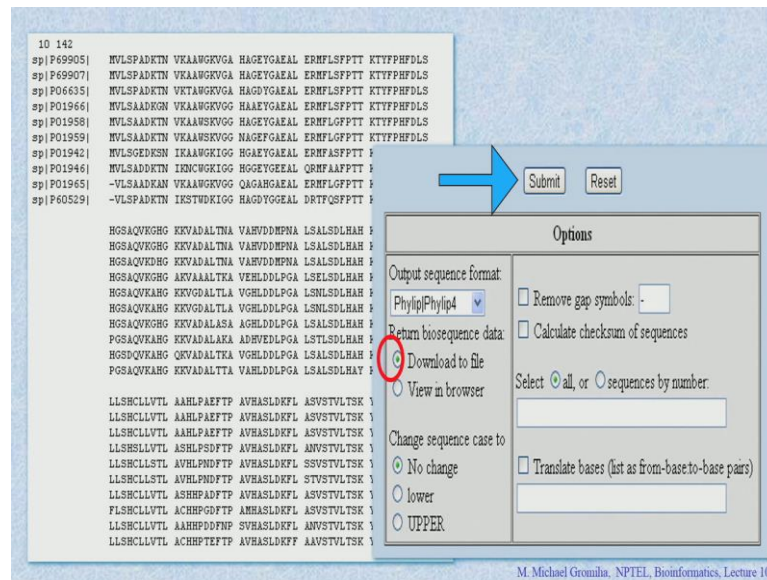 10 142
sp|P69905| MVLSPADKTN VKAAWGKVGA HAGEYGAEAL ERMFLSFPTT KTYFPHFDLS
sp|P69907| MVLSPADKTN VKAAWGKVGA HAGEYGAEAL ERMFLSFPTT KTYFPHFDLS
sp|P06635| MVLSPADKTN VKTAWGKVGA HAGDYGAEAL ERMFLSFPTT KTYFPHFDLS
sp|P01966| MVLSAADKGN VKAAWGKVGG HAAEYGAEAL ERMFLSFPTT KTYFPHFDLS
sp|P01958| MVLSAADKTN VKAAWSKVGG HAGEYGAEAL ERMFLGFPTT KTYFPHFDLS
sp|P01959| MVLSAADKTN VKAAWSKVGG NAGEFGAEAL ERMFLGFPTT KTYFPHFDLS
sp|P01942| MVLSGEDKSN IKAAWGKIGG HGAEYGAEAL ERMFASFPTT
sp|P01946| MVLSADDKTN IKNCWGKIGG HGGEYGEEAL QRMFAAFPTT
sp|P01965| -VLSAADKAN VKAAWGKVGG QAGAHGAEAL ERMFLGFPTT
sp|P60529| -VLSPADKTN IKSTWDKIGG HAGDYGGEAL DRTFQSFPTT
HGSAQVKGHG KKVADALTNA VAHVDDMPNA LSALSDLHAH
HGSAQVKGHG KKVADALTNA VAHVDDMPNA LSALSDLHAH
HGSAQVKDHG KKVADALTNA VAHVDDMPNA LSALSDLHAH
HGSAQVKGHG AKVAAALTKA VEHLDDLPGA LSELSDLHAH
HGSAQVKAHG KKVGDALTLA VGHLDDLPGA LSNLSDLHAH
HGSAQVKAHG KKVGDALTLA VGHLDDLPGA LSNLSDLHAH
HGSAQVKGHG KKVADALASA AGHLDDLPGA LSALSDLHAH
PGSAQVKAHG KKVADALAKA ADHVEDLPGA LSTLSDLHAH
HGSDQVKAHG QKVADALTKA VGHLDDLPGA LSALSDLHAH
PGSAQVKAHG KKVADALTTA VAHLDDLPGA LSALSDLHAY
LLSHCLLVTL AAHLPAEFTP AVHASLDKFL ASVSTVLTSK
LLSHCLLVTL AAHLPAEFTP AVHASLDKFL ASVSTVLTSK
LLSHCLLVTL AAHLPAEFTP AVHASLDKFL ASVSTVLTSK
LLSHSLLVTL ASHLPSDFTP AVHASLDKFL ANVSTVLTSK
LLSHCLLSTL AVHLPNDFTP AVHASLDKFL SSVSTVLTSK
LLSHCLLSTL AVHLPNDFTP AVHASLDKFL STVSTVLTSK
LLSHCLLVTL ASHHPADFTP AVHASLDKFL ASVSTVLTSK
FLSHCLLVTL ACHHPGDFTP AMHASLDKFL ASVSTVLTSK
LLSHCLLVTL AAHHPDDFNP SVHASLDKFL ANVSTVLTSK
LLSHCLLVTL ACHHPTEFTP AVHASLDKFF AAVSTVLTSK
Submit Reset
Options
Output sequence format:
Phylip|Phylip4
Return biosequence data:
Download to file
View in browser
Change sequence case to
No change
lower
UPPER
Remove gap symbols: -
Calculate checksum of sequences
Select all, or sequences by number:
Translate bases (list as from-base:to-base pairs)
M. Michael Gromiha, NPTEL, Bioinformatics, Lecture 10